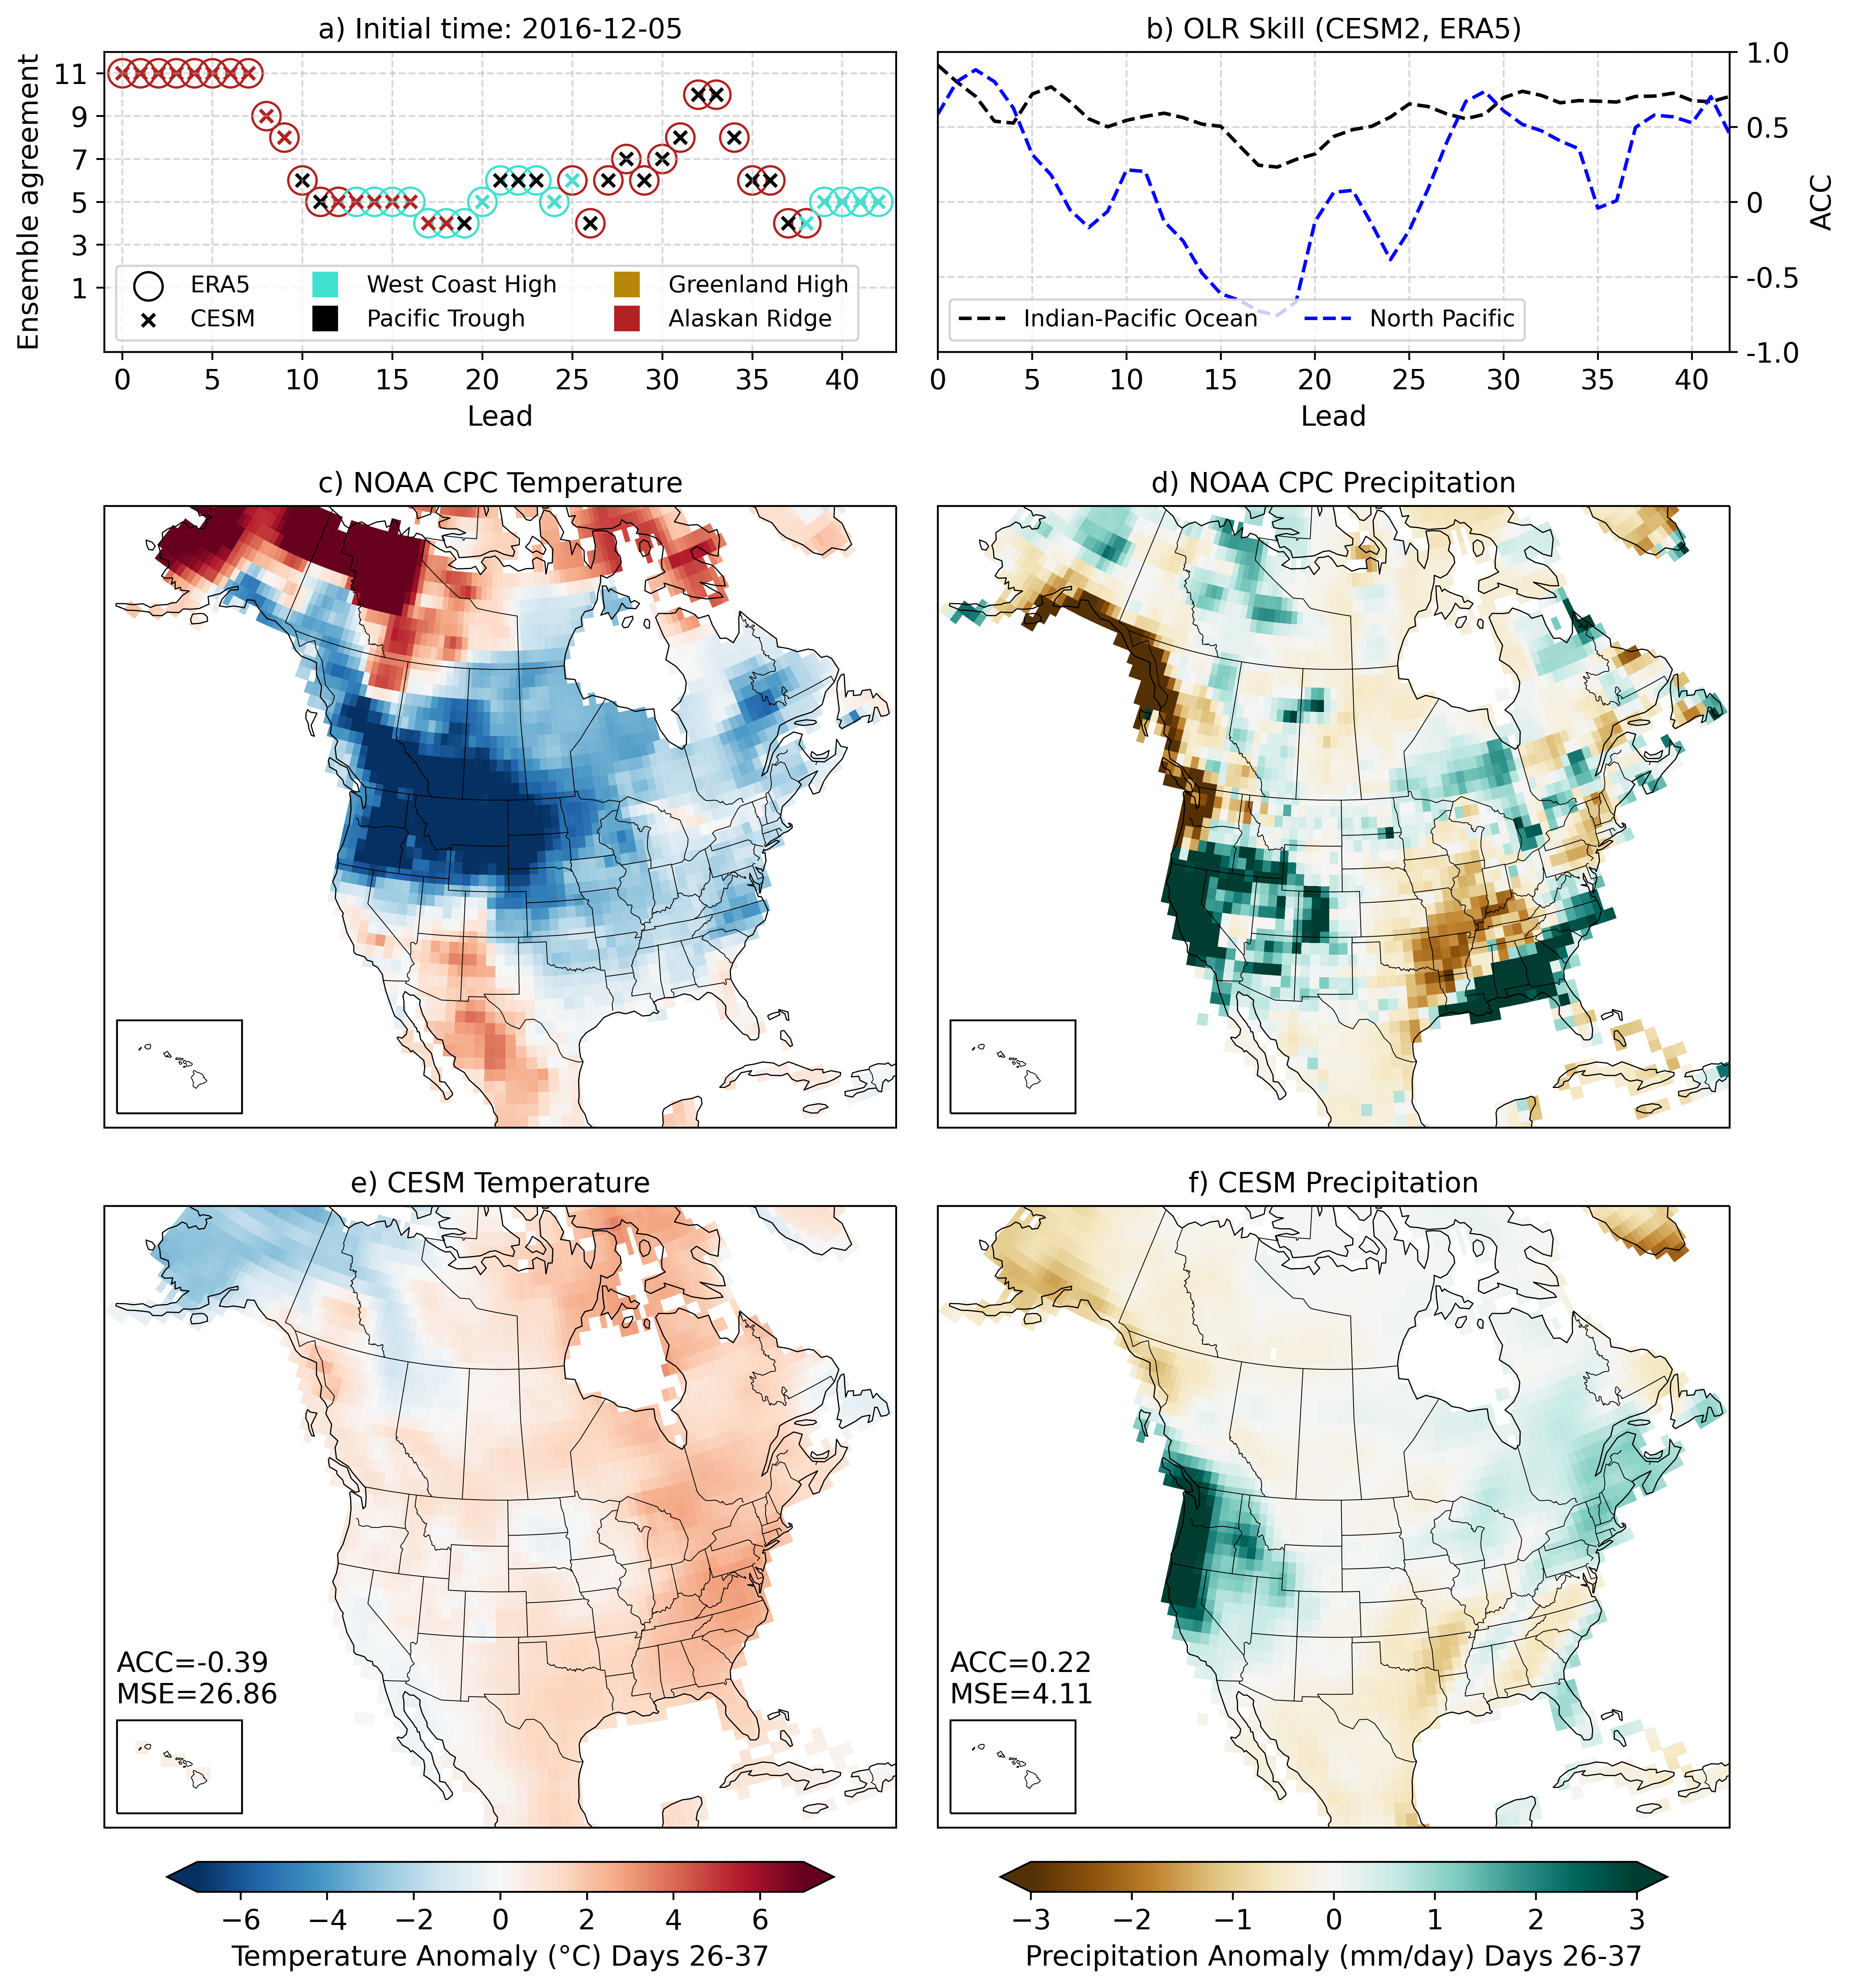 a) Initial time: 2016-12-05
Ensemble agreement
11
9
7
5
3
1
ERA5
CESM
West Coast High
Pacific Trough
Greenland High
Alaskan Ridge
0 5 10 15 20 25 30 35 40
Lead
b) OLR Skill (CESM2, ERA5)
1.0
0.5
0
-0.5
-1.0
ACC
Indian-Pacific Ocean
North Pacific
0 5 10 15 20 25 30 35 40
Lead
c) NOAA CPC Temperature
d) NOAA CPC Precipitation
e) CESM Temperature
ACC=-0.39
MSE=26.86
f) CESM Precipitation
ACC=0.22
MSE=4.11
−6 −4 −2 0 2 4 6
Temperature Anomaly (°C) Days 26-37
−3 −2 −1 0 1 2 3
Precipitation Anomaly (mm/day) Days 26-37